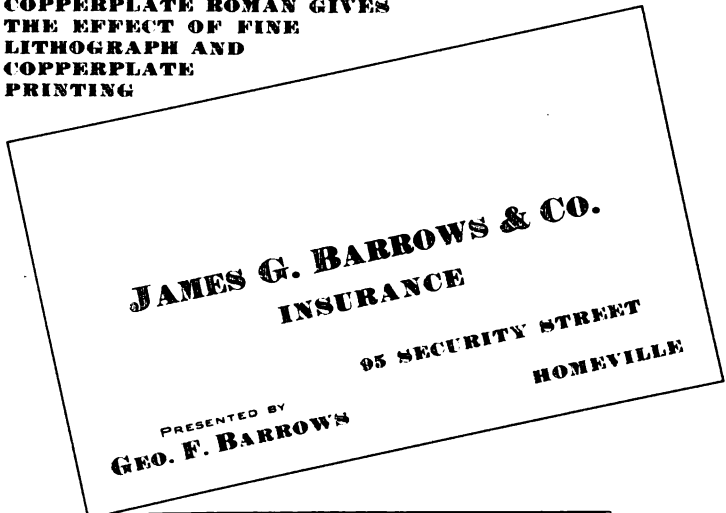 COPPERPLATE ROMAN GIVES
THE EFFECT OF FINE
LITHOGRAPH AND
COPPERPLATE
PRINTING
JAMES G. BARROWS & CO.
INSURANCE
95 SECURITY STREET
HOMEVILLE
PRESENTED BY
GEO. F. BARROWS